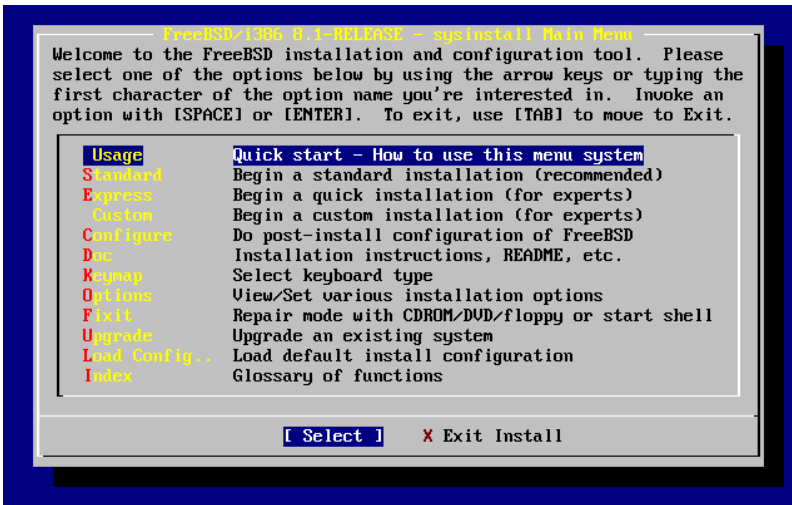 FreeBSD/i386 8.1-RELEASE - sysinstall Main Menu
Welcome to the FreeBSD installation and configuration tool.  Please
select one of the options below by using the arrow keys or typing the
first character of the option name you're interested in.  Invoke an
option with [SPACE] or [ENTER].  To exit, use [TAB] to move to Exit.
Usage Quick start - How to use this menu system
Standard Begin a standard installation (recommended)
Express Begin a quick installation (for experts)
Custom Begin a custom installation (for experts)
Configure Do post-install configuration of FreeBSD
Doc Installation instructions, README, etc.
Keymap Select keyboard type
Options View/Set various installation options
Fixit Repair mode with CDROM/DVD/floppy or start shell
Upgrade Upgrade an existing system
Load Config.. Load default install configuration
Index Glossary of functions
[ Select ] X Exit Install